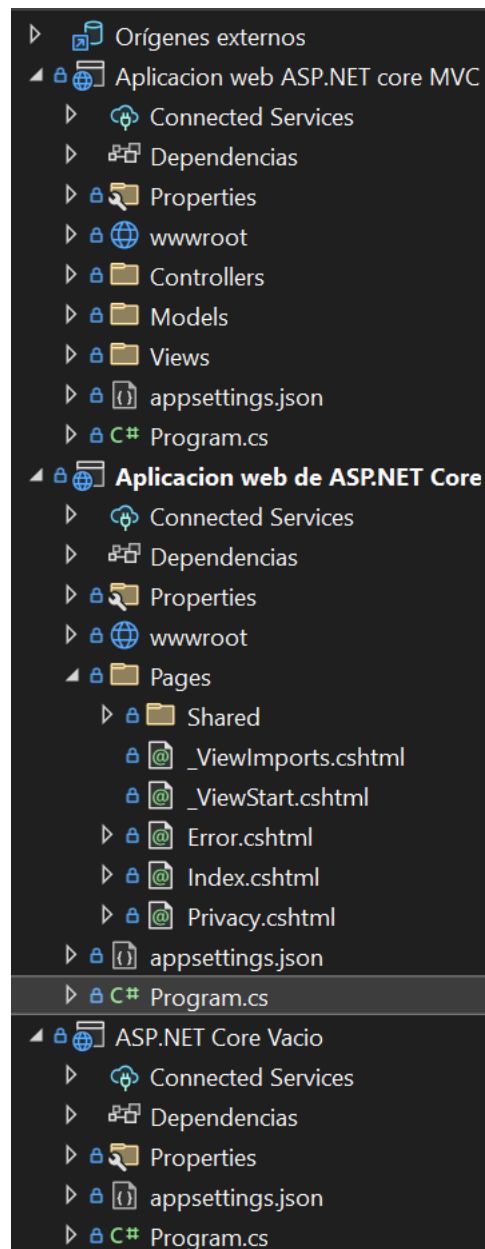 Orígenes externos
Aplicacion web ASP.NET core MVC
Connected Services
Dependencias
Properties
wwwroot
Controllers
Models
Views
appsettings.json
C# Program.cs
Aplicacion web de ASP.NET Core
Connected Services
Dependencias
Properties
wwwroot
Pages
Shared
_ViewImports.cshtml
_ViewStart.cshtml
Error.cshtml
Index.cshtml
Privacy.cshtml
appsettings.json
C# Program.cs
ASP.NET Core Vacio
Connected Services
Dependencias
Properties
appsettings.json
C# Program.cs